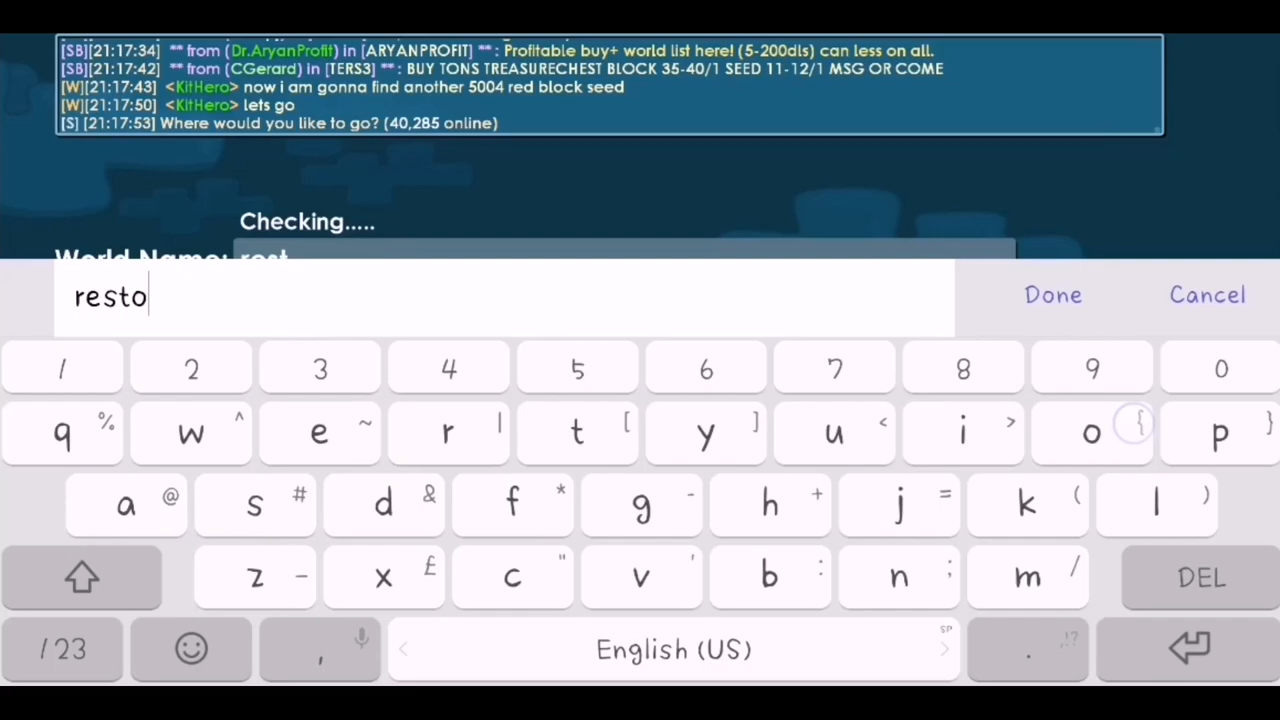 [SB][21:17:34] ** from (Dr.AryanProfit) in [ARYANPROFIT] ** : Profitable buy+ world list here! (5-200dls) can less on all.
[SB][21:17:42] ** from (CGerard) in [TERS3] ** : BUY TONS TREASURECHEST BLOCK 35-40/1 SEED 11-12/1 MSG OR COME
[W][21:17:43] <KitHero> now i am gonna find another 5004 red block seed
[W][21:17:50] <KitHero> lets go
[S] [21:17:53] Where would you like to go? (40,285 online)
Checking.....
World Name: rest
resto
Done Cancel
1 2 3 4 5 6 7 8 9 0
q % w ^ e ~ r | t [ y ] u < i > o { p }
a @ s # d & f * g - h + j = k ( l )
z _ x £ c " v ' b : n ; m / DEL
123 , < English (US) SP > . ,!?